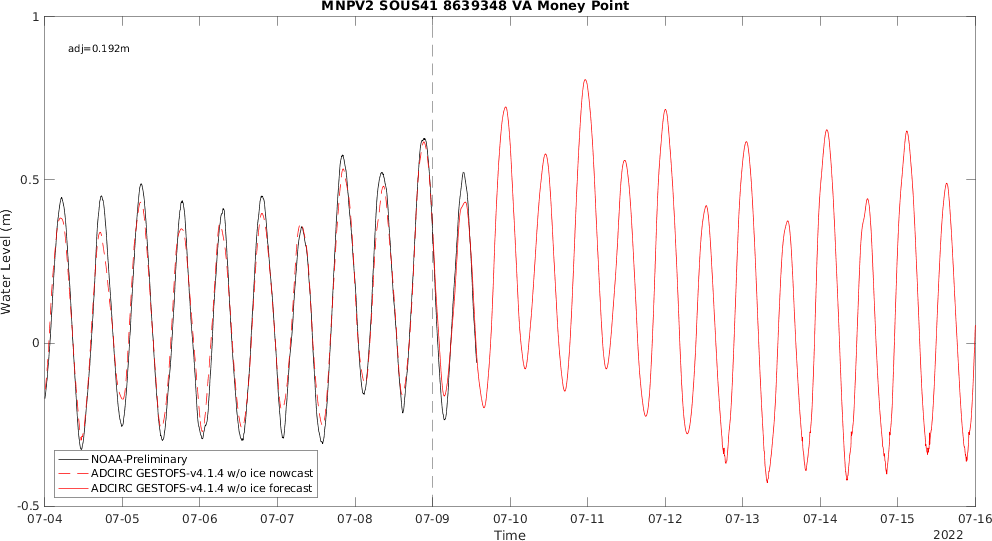 MNPV2 SOUS41 8639348 VA Money Point
adj=0.192m
Water Level (m)
1
0.5
0
-0.5
NOAA-Preliminary
ADCIRC GESTOFS-v4.1.4 w/o ice nowcast
ADCIRC GESTOFS-v4.1.4 w/o ice forecast
07-04 07-05 07-06 07-07 07-08 07-09 07-10 07-11 07-12 07-13 07-14 07-15 07-16
Time
2022